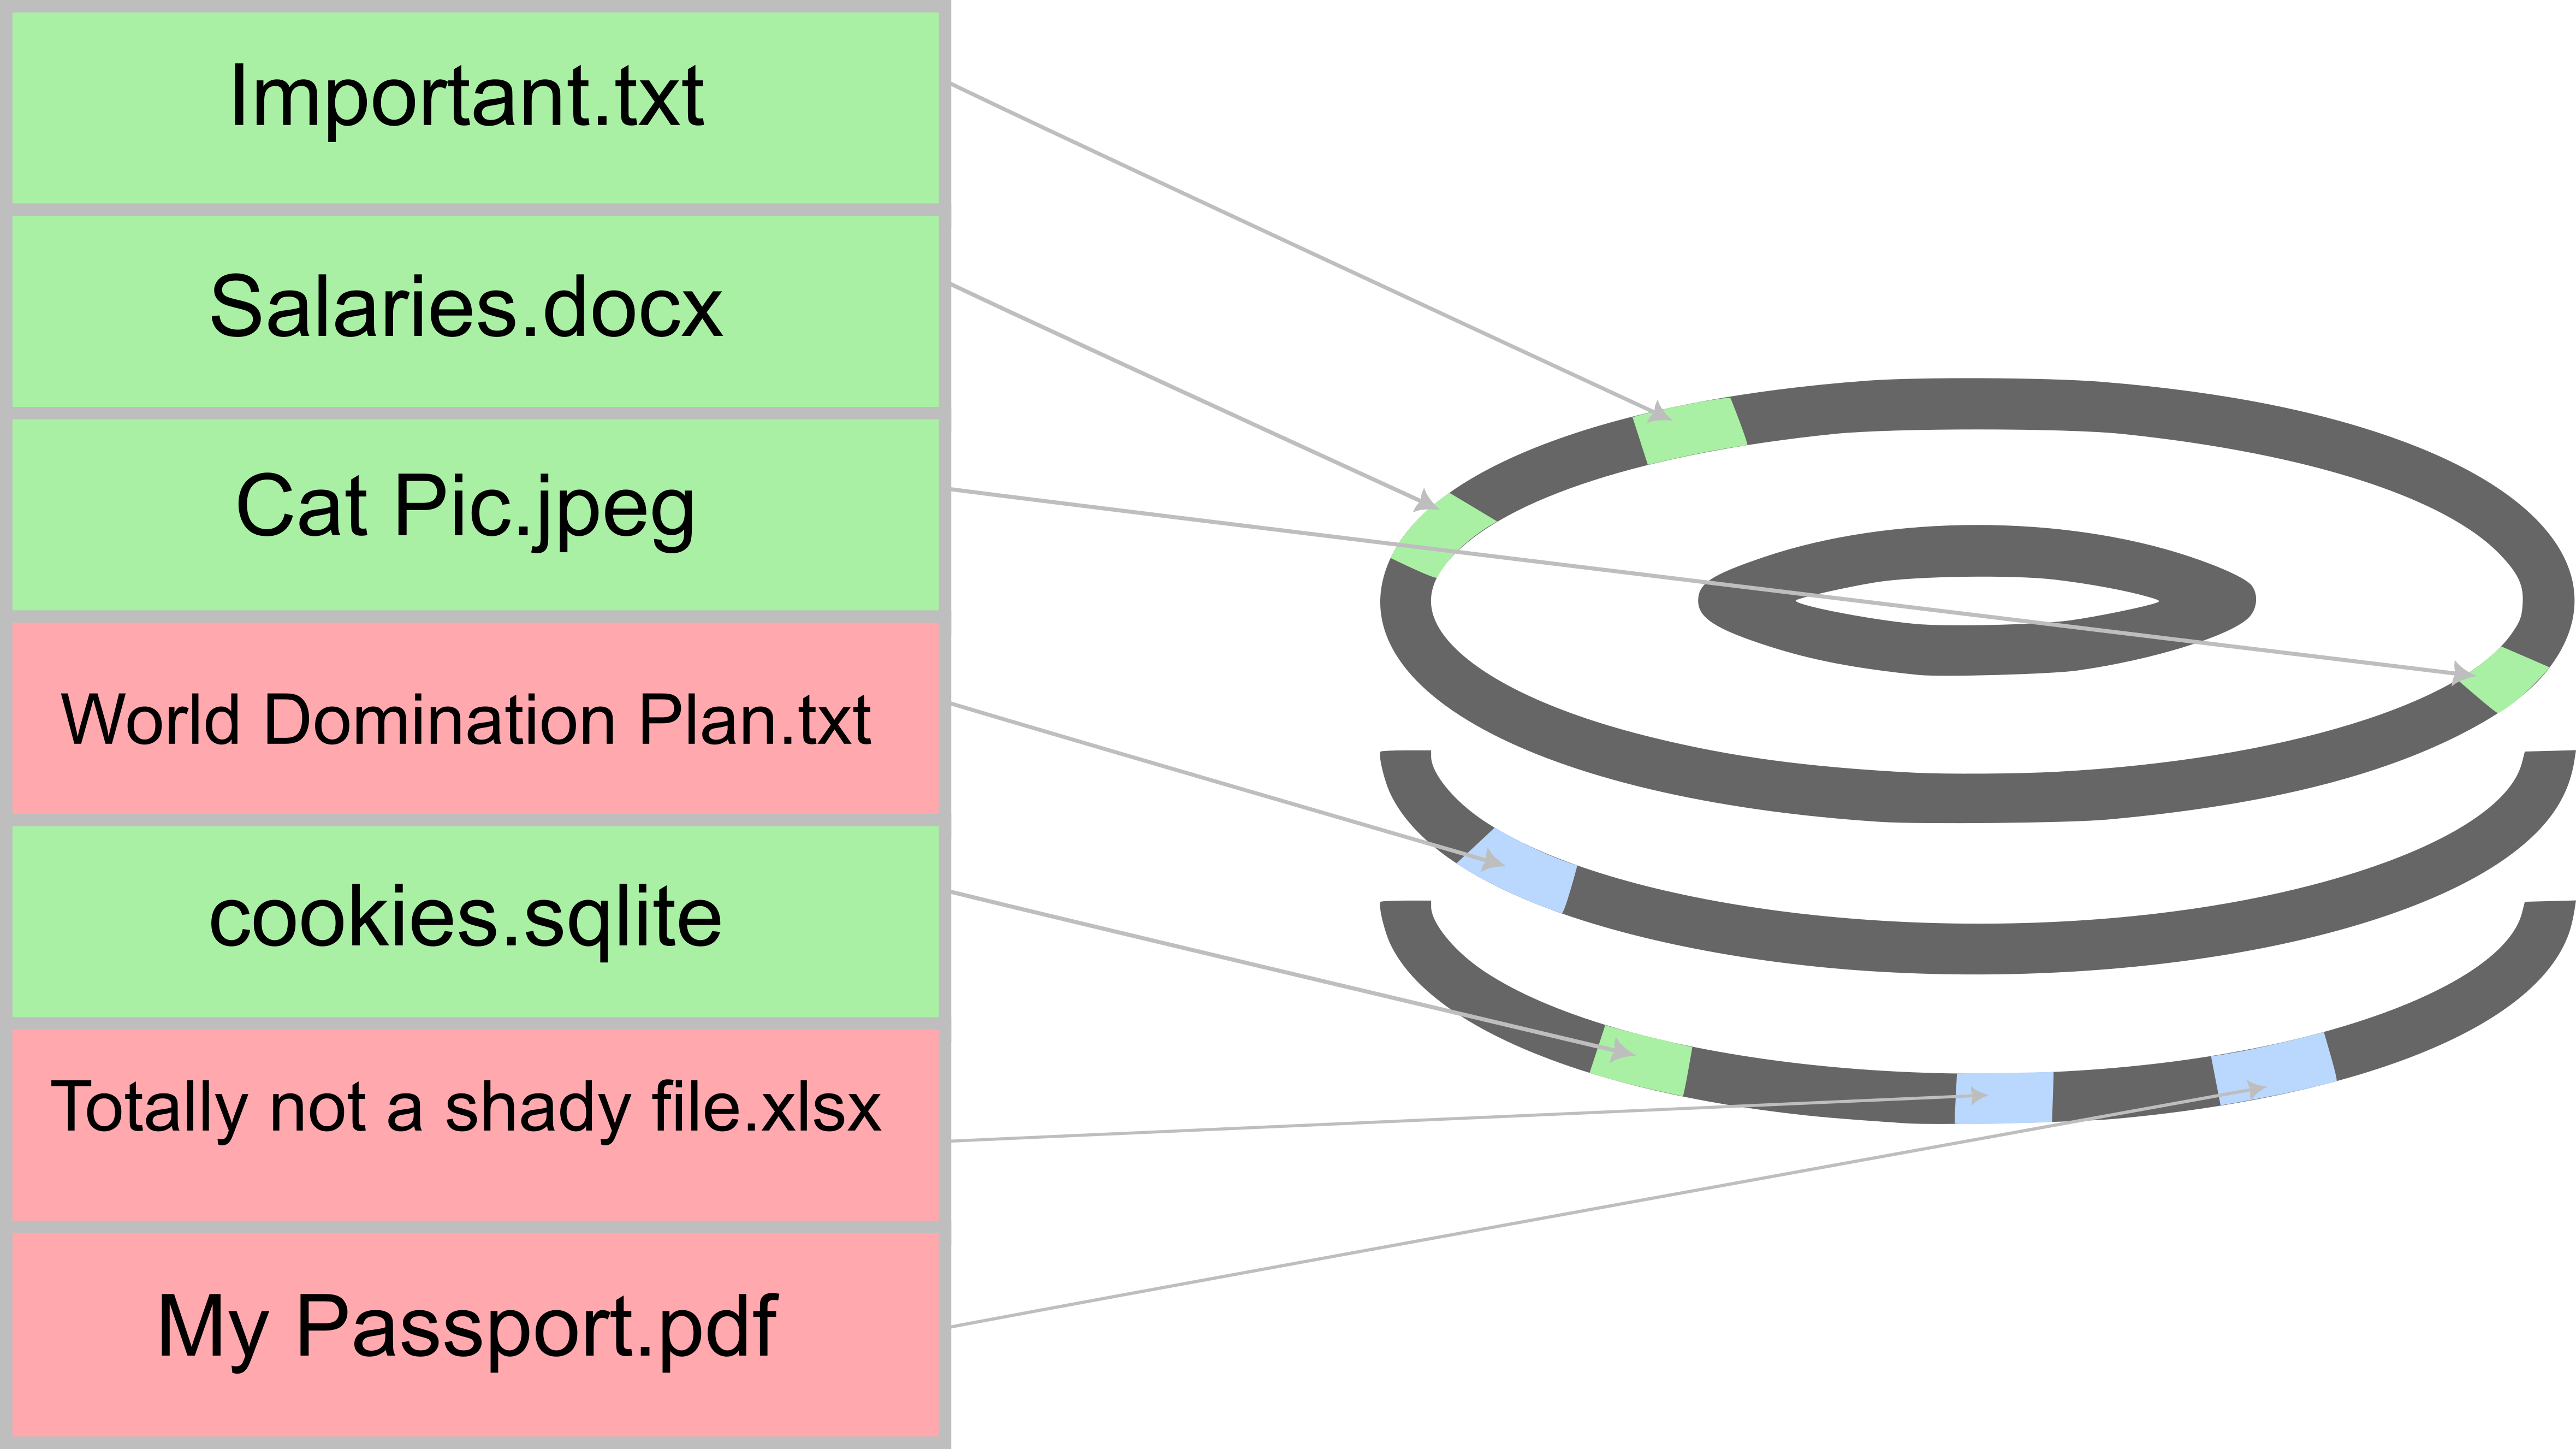 Important.txt
Salaries.docx
Cat Pic.jpeg
World Domination Plan.txt
cookies.sqlite
Totally not a shady file.xlsx
My Passport.pdf